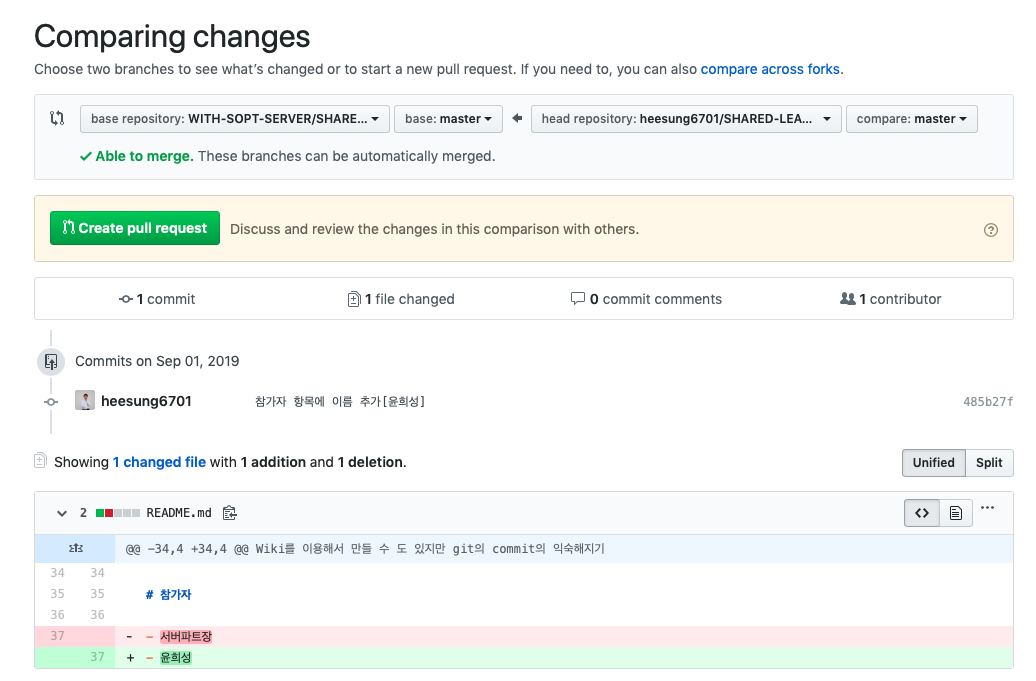 Comparing changes
Choose two branches to see what's changed or to start a new pull request. If you need to, you can also compare across forks.
base repository: WITH-SOPT-SERVER/SHARE... base: master head repository: heesung6701/SHARED-LEA... compare: master
Able to merge. These branches can be automatically merged.
Create pull request Discuss and review the changes in this comparison with others.
1 commit 1 file changed 0 commit comments 1 contributor
Commits on Sep 01, 2019
heesung6701 참가자 항목에 이름 추가[윤희성] 485b27f
Showing 1 changed file with 1 addition and 1 deletion. Unified Split
2 README.md <> ...
@@ -34,4 +34,4 @@ Wiki를 이용해서 만들 수 도 있지만 git의 commit의 익숙해지기
34 34
35 35 # 참가자
36 36
37 - - 서버파트장
37 + - 윤희성